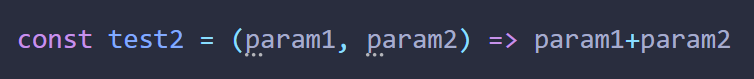 const test2 = (param1, param2) => param1+param2